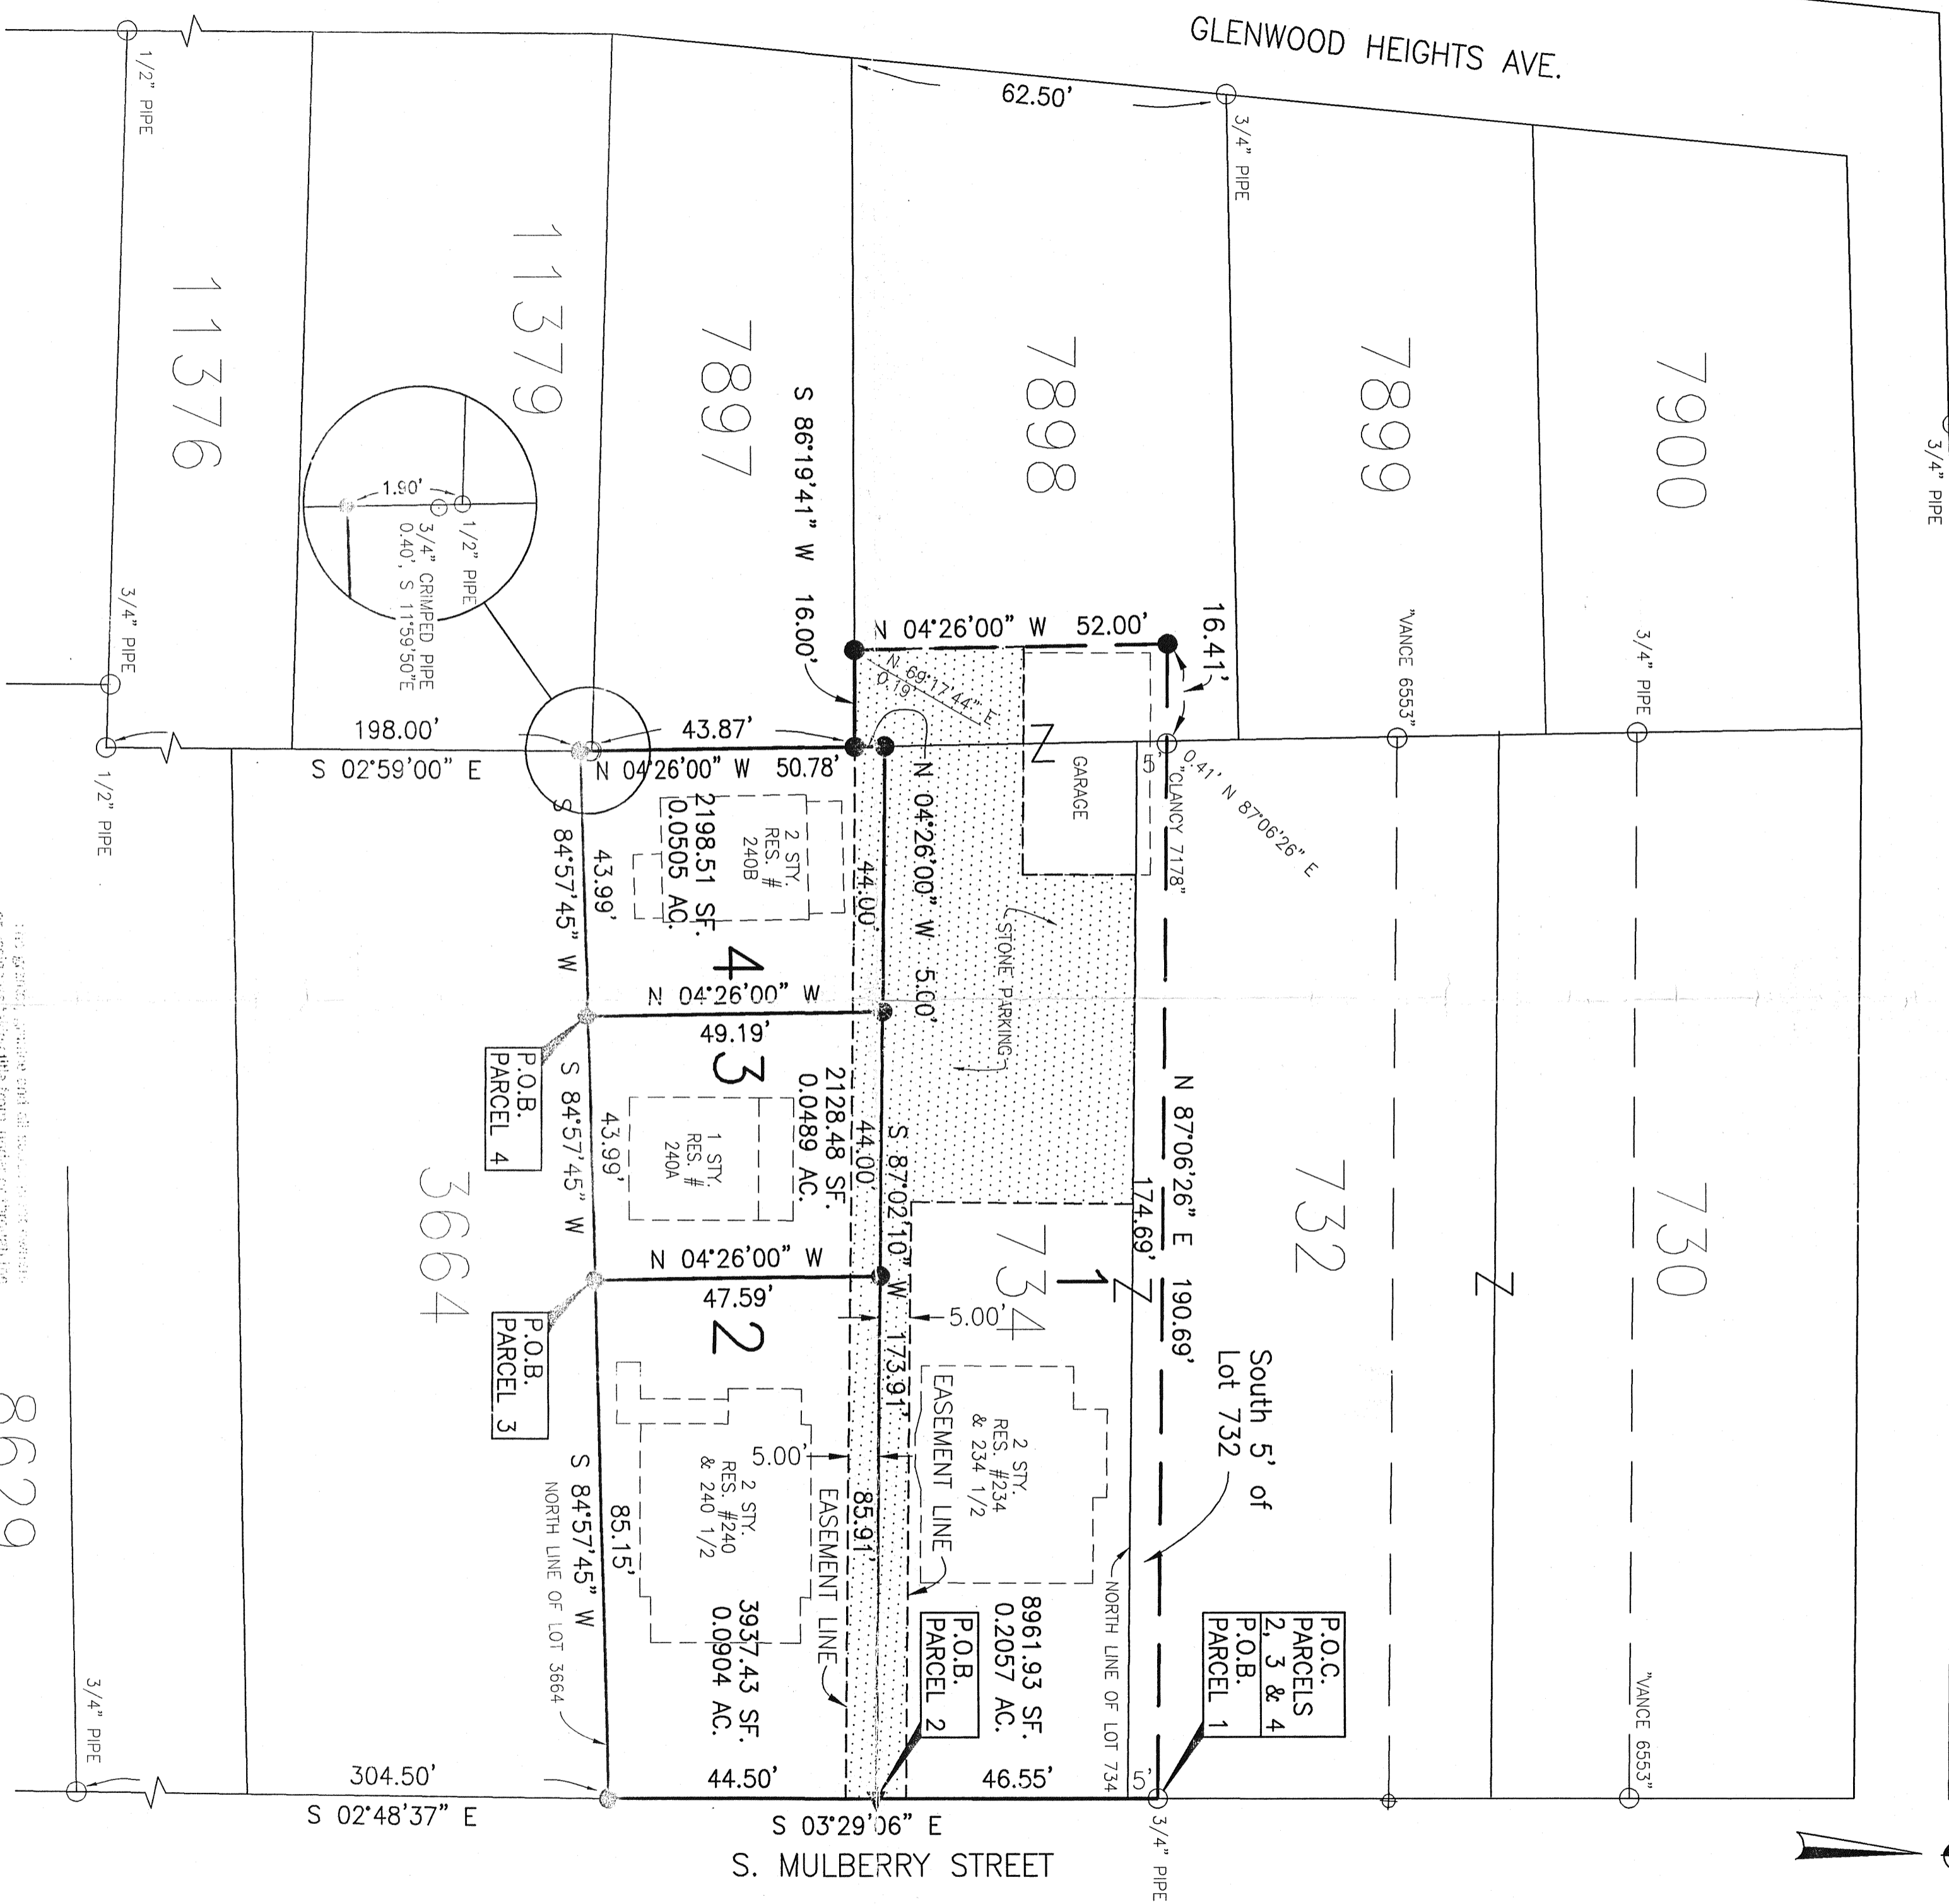 GLENWOOD HEIGHTS AVE.
62.50'
1/2" PIPE
3/4" PIPE
3/4" PIPE
11376
11379
7897
7898
7899
7900
S 86°19'41" W 16.00'
1.90'
1/2" PIPE
3/4" CRIMPED PIPE
0.40', S 11°59'50"E
3/4" PIPE
N 04°26'00" W 52.00'
16.41'
"VANCE 6553"
3/4" PIPE
N 69°17'44" E
0.19'
198.00'
43.87'
S 02°59'00" E
N 04°26'00" W 50.78'
1/2" PIPE
Z
GARAGE
5'
"CLANCY 7178"
0.41' N 87°06'26" E
S 84°57'45" W
43.99'
2198.51 SF.
0.0505 AC.
2 STY.
RES. #
240B
44.00'
N 04°26'00" W 5.00'
STONE PARKING
4
N 04°26'00" W
49.19'
P.O.B.
PARCEL 4
3
S 84°57'45" W
43.99'
1 STY.
RES. #
240A
2128.48 SF.
0.0489 AC.
44.00'
S 87°02'10" W 173.91'
N 87°06'26" E 190.69'
174.69'
3664
734
1
Z
732
Z
730
N 04°26'00" W
47.59'
P.O.B.
PARCEL 3
2
5.00'
South 5' of
Lot 732
8629
S 84°57'45" W
85.15'
NORTH LINE OF LOT 3664
2 STY.
RES. #240
& 240 1/2
5.00'
85.91'
EASEMENT LINE
EASEMENT LINE
2 STY.
RES. #234
& 234 1/2
3937.43 SF.
0.0904 AC.
P.O.B.
PARCEL 2
8961.93 SF.
0.2057 AC.
NORTH LINE OF LOT 734
P.O.C.
PARCELS
2, 3 & 4
P.O.B.
PARCEL 1
"VANCE 6553"
3/4" PIPE
304.50'
44.50'
46.55'
5'
S 02°48'37" E
S 03°29'06" E
3/4" PIPE
S. MULBERRY STREET